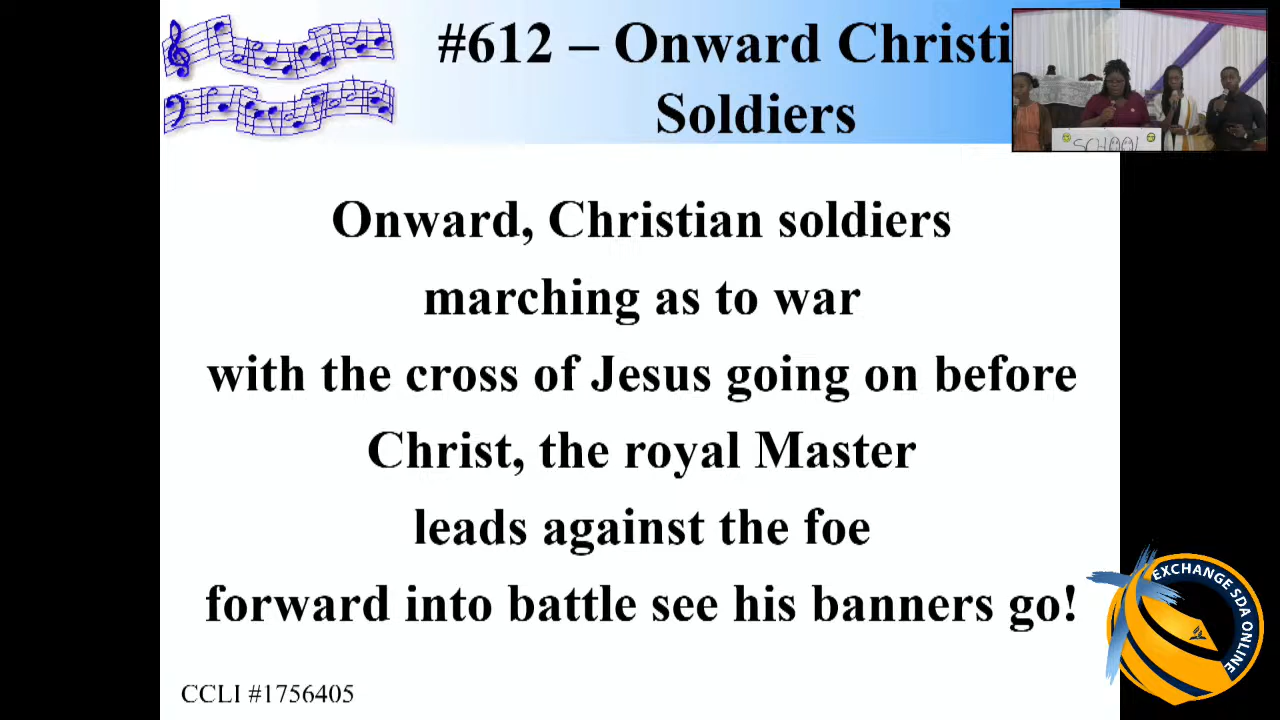 #612 – Onward Christi
Soldiers
SCHOOL
Onward, Christian soldiers
marching as to war
with the cross of Jesus going on before
Christ, the royal Master
leads against the foe
forward into battle see his banners go!
EXCHANGE SDA ONLINE
CCLI #1756405